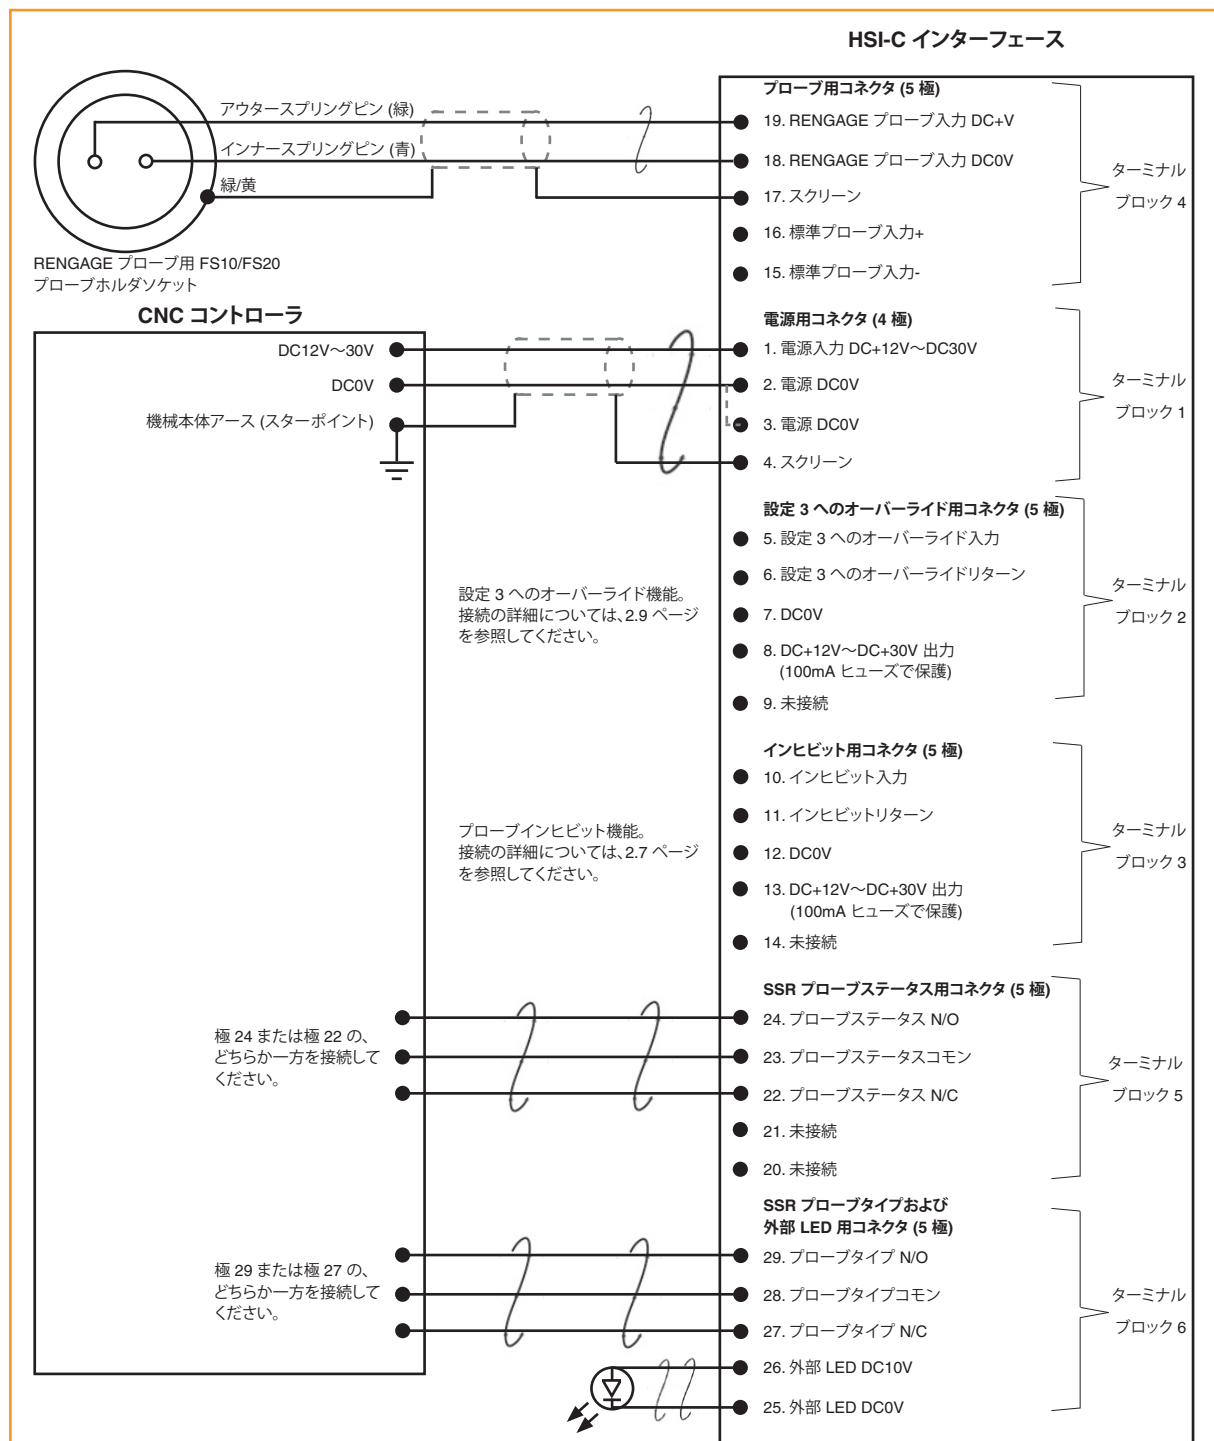 HSI-C インターフェース
プローブ用コネクタ (5 極)
アウタースプリングピン (緑)
19. RENGAGE プローブ入力 DC+V
インナースプリングピン (青)
18. RENGAGE プローブ入力 DC0V
緑/黄
17. スクリーン
16. 標準プローブ入力+
15. 標準プローブ入力-
ターミナル
ブロック 4
RENGAGE プローブ用 FS10/FS20
プローブホルダソケット
CNC コントローラ
電源用コネクタ (4 極)
DC12V～30V
1. 電源入力 DC+12V～DC30V
DC0V
2. 電源 DC0V
機械本体アース (スターポイント)
3. 電源 DC0V
4. スクリーン
ターミナル
ブロック 1
設定 3 へのオーバーライド用コネクタ (5 極)
5. 設定 3 へのオーバーライド入力
6. 設定 3 へのオーバーライドリターン
7. DC0V
8. DC+12V～DC+30V 出力
(100mA ヒューズで保護)
9. 未接続
ターミナル
ブロック 2
設定 3 へのオーバーライド機能。
接続の詳細については、2.9 ページ
を参照してください。
インヒビット用コネクタ (5 極)
10. インヒビット入力
11. インヒビットリターン
12. DC0V
13. DC+12V～DC+30V 出力
(100mA ヒューズで保護)
14. 未接続
ターミナル
ブロック 3
プローブインヒビット機能。
接続の詳細については、2.7 ページ
を参照してください。
SSR プローブステータス用コネクタ (5 極)
24. プローブステータス N/O
23. プローブステータスコモン
22. プローブステータス N/C
21. 未接続
20. 未接続
ターミナル
ブロック 5
極 24 または極 22 の、
どちらか一方を接続して
ください。
SSR プローブタイプおよび
外部 LED 用コネクタ (5 極)
29. プローブタイプ N/O
28. プローブタイプコモン
27. プローブタイプ N/C
26. 外部 LED DC10V
25. 外部 LED DC0V
ターミナル
ブロック 6
極 29 または極 27 の、
どちらか一方を接続して
ください。